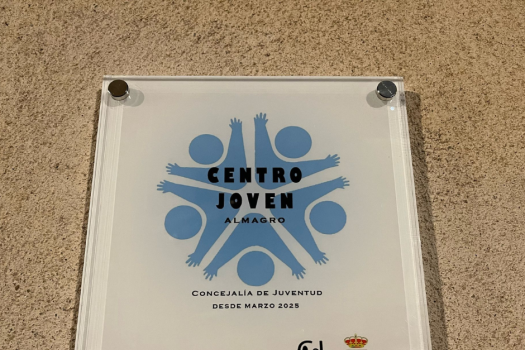 CENTRO
JOVEN
ALMAGRO
CONCEJALÍA DE JUVENTUD
DESDE MARZO 2025